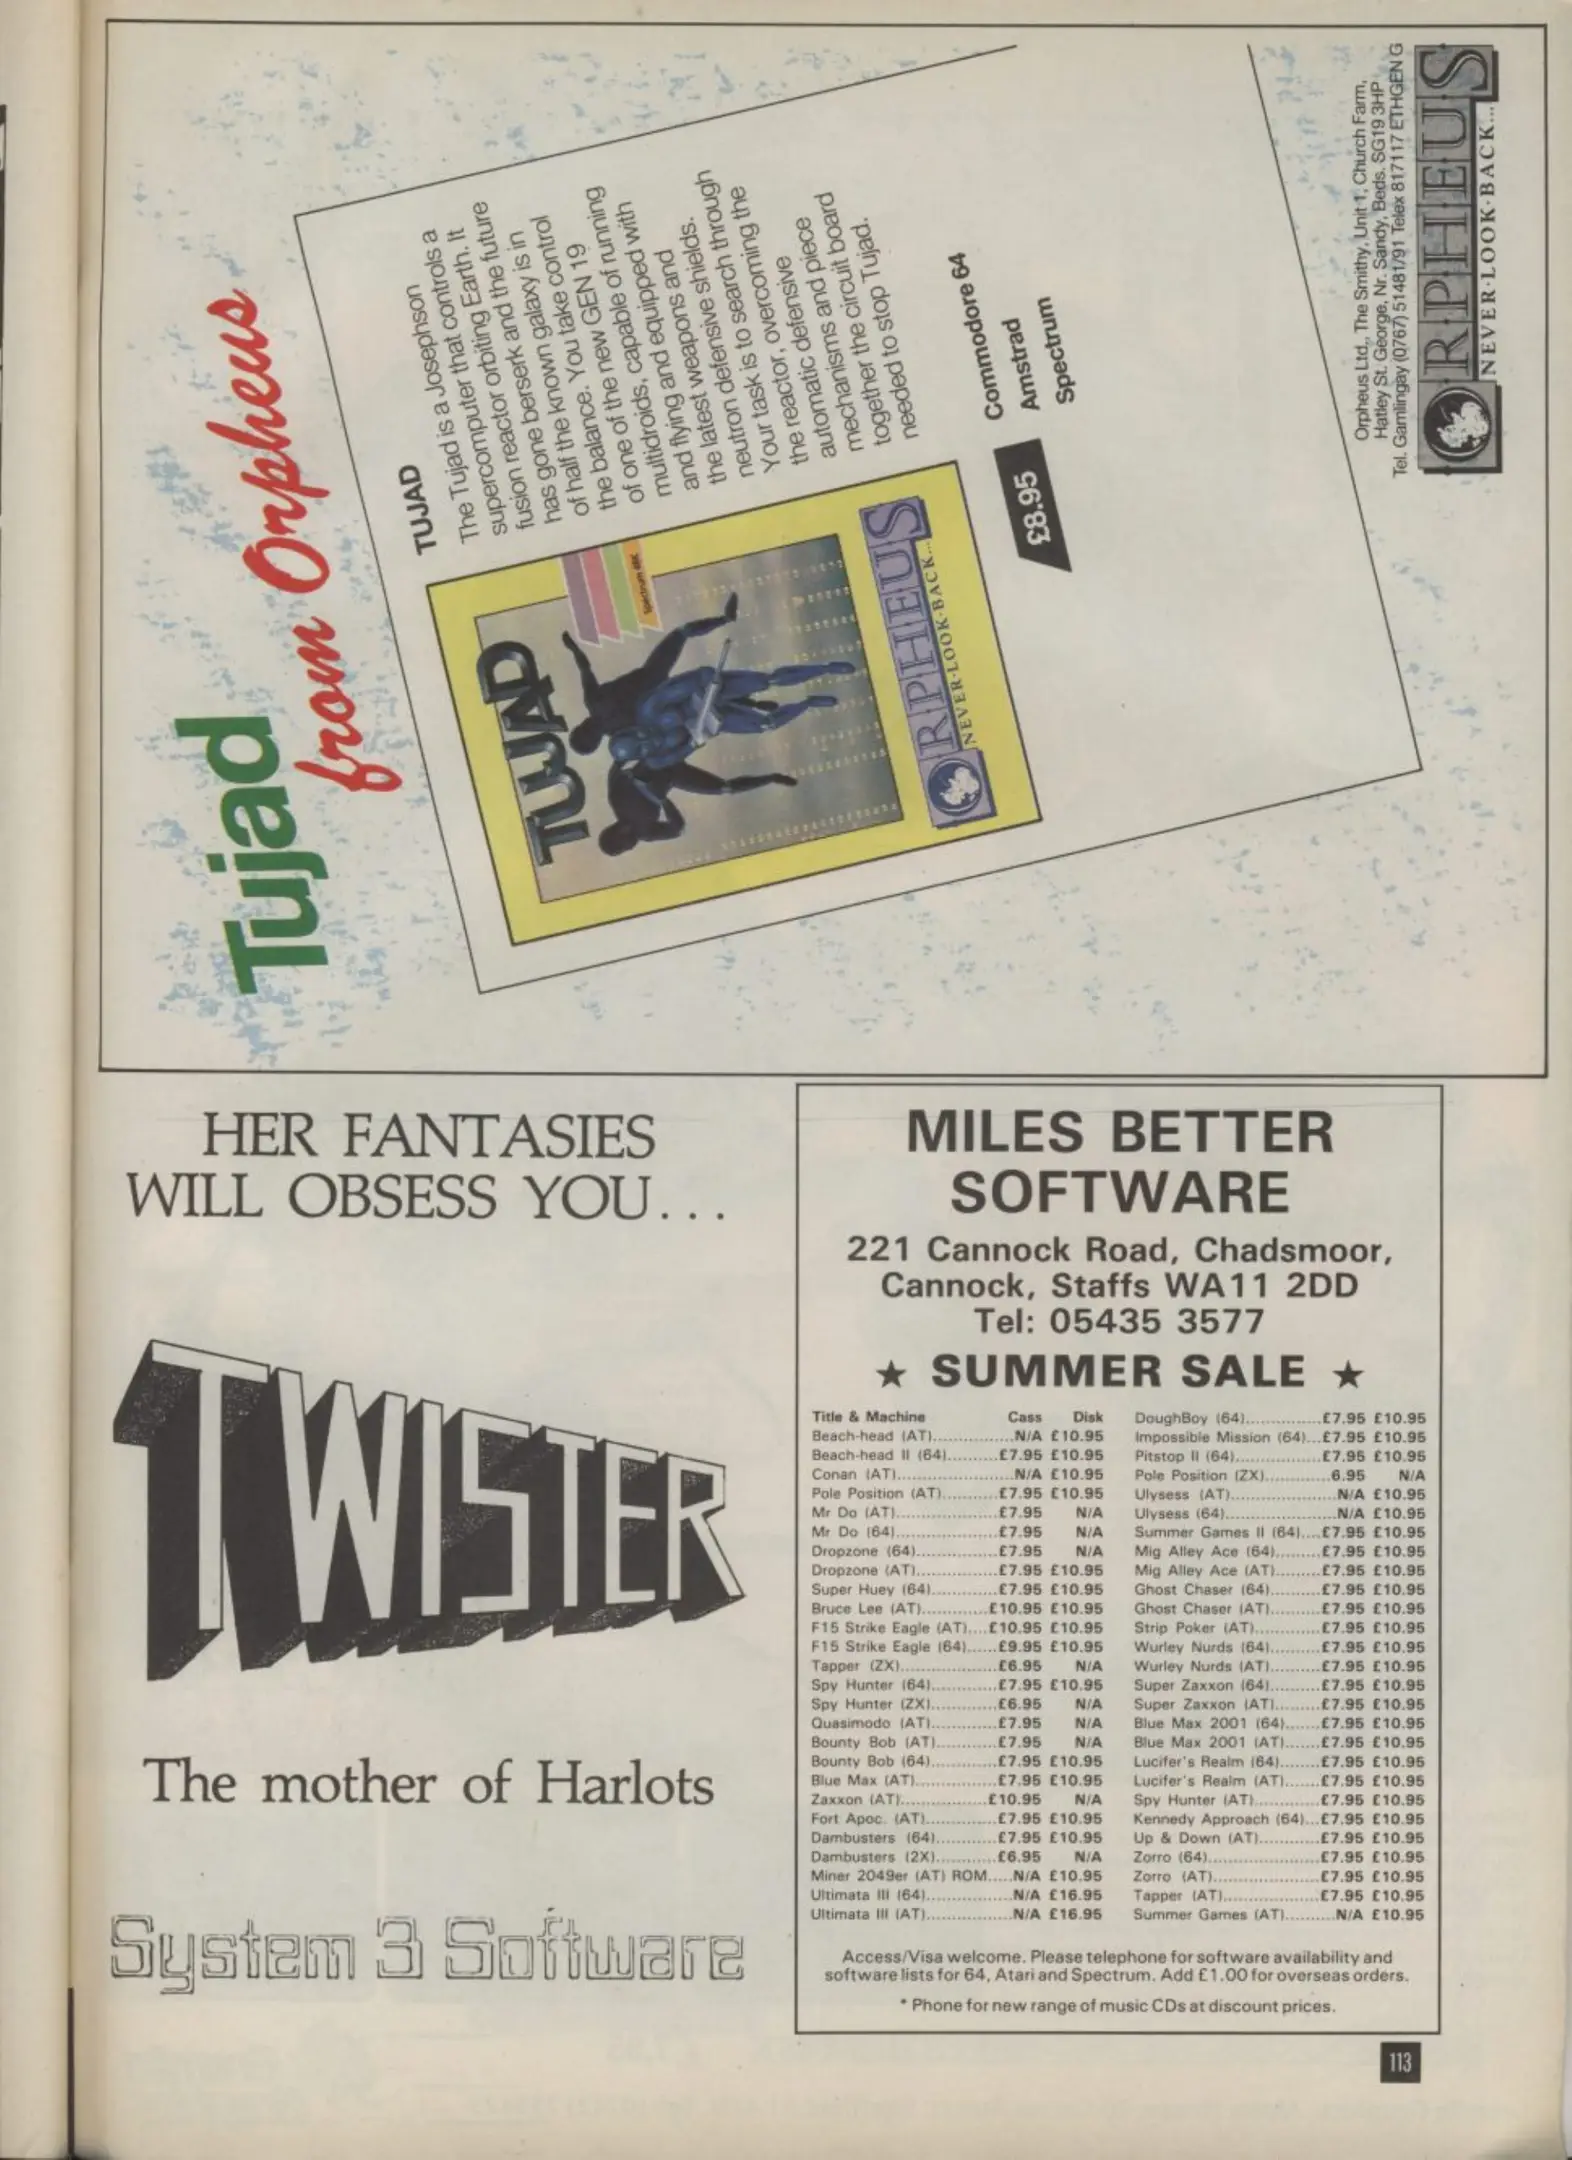 Tujad
from Orpheus
TUJAD
The Tujad is a Josephson
supercomputer that controls a
fusion reactor orbiting Earth. It
has gone berserk and the future
of half the known galaxy is in
the balance. You take control
of one of the new GEN 19
multidroids, capable of running
and flying and equipped with
the latest weapons and
neutron defensive shields.
Your task is to search through
the reactor, overcoming the
automatic defensive
mechanisms and piece
together the circuit board
needed to stop Tujad.
TUJAD
Spectrum 48K
ORPHEUS
NEVER·LOOK·BACK...
£8.95
Commodore 64
Amstrad
Spectrum
Orpheus Ltd., The Smithy, Unit 1, Church Farm,
Hatley St. George, Nr. Sandy, Beds. SG19 3HP
Tel. Gamlingay (0767) 51481/91 Telex 817117 ETHGEN G
ORPHEUS
NEVER·LOOK·BACK...
HER FANTASIES
WILL OBSESS YOU...
TWISTER
The mother of Harlots
System 3 Software
MILES BETTER
SOFTWARE
221 Cannock Road, Chadsmoor,
Cannock, Staffs WA11 2DD
Tel: 05435 3577
★ SUMMER SALE ★
Title & Machine Cass Disk
Beach-head (AT)................N/A £10.95
Beach-head II (64)..........£7.95 £10.95
Conan (AT).......................N/A £10.95
Pole Position (AT)...........£7.95 £10.95
Mr Do (AT)....................£7.95 N/A
Mr Do (64)....................£7.95 N/A
Dropzone (64)................£7.95 N/A
Dropzone (AT)................£7.95 £10.95
Super Huey (64).............£7.95 £10.95
Bruce Lee (AT).............£10.95 £10.95
F15 Strike Eagle (AT)....£10.95 £10.95
F15 Strike Eagle (64)......£9.95 £10.95
Tapper (ZX)...................£6.95 N/A
Spy Hunter (64).............£7.95 £10.95
Spy Hunter (ZX).............£6.95 N/A
Quasimodo (AT).............£7.95 N/A
Bounty Bob (AT)............£7.95 N/A
Bounty Bob (64).............£7.95 £10.95
Blue Max (AT)................£7.95 £10.95
Zaxxon (AT).................£10.95 N/A
Fort Apoc. (AT)..............£7.95 £10.95
Dambusters (64)............£7.95 £10.95
Dambusters (2X)............£6.95 N/A
Miner 2049er (AT) ROM.....N/A £10.95
Ultimata III (64).................N/A £16.95
Ultimata III (AT).................N/A £16.95
DoughBoy (64)...............£7.95 £10.95
Impossible Mission (64)...£7.95 £10.95
Pitstop II (64).................£7.95 £10.95
Pole Position (ZX).............6.95 N/A
Ulysess (AT).....................N/A £10.95
Ulysess (64)......................N/A £10.95
Summer Games II (64)....£7.95 £10.95
Mig Alley Ace (64).........£7.95 £10.95
Mig Alley Ace (AT).........£7.95 £10.95
Ghost Chaser (64)..........£7.95 £10.95
Ghost Chaser (AT)..........£7.95 £10.95
Strip Poker (AT).............£7.95 £10.95
Wurley Nurds (64)..........£7.95 £10.95
Wurley Nurds (AT)..........£7.95 £10.95
Super Zaxxon (64)..........£7.95 £10.95
Super Zaxxon (AT).........£7.95 £10.95
Blue Max 2001 (64).......£7.95 £10.95
Blue Max 2001 (AT).......£7.95 £10.95
Lucifer's Realm (64)........£7.95 £10.95
Lucifer's Realm (AT).......£7.95 £10.95
Spy Hunter (AT).............£7.95 £10.95
Kennedy Approach (64)...£7.95 £10.95
Up & Down (AT)............£7.95 £10.95
Zorro (64)......................£7.95 £10.95
Zorro (AT).....................£7.95 £10.95
Tapper (AT)...................£7.95 £10.95
Summer Games (AT)..........N/A £10.95
Access/Visa welcome. Please telephone for software availability and
software lists for 64, Atari and Spectrum. Add £1.00 for overseas orders.
* Phone for new range of music CDs at discount prices.
113